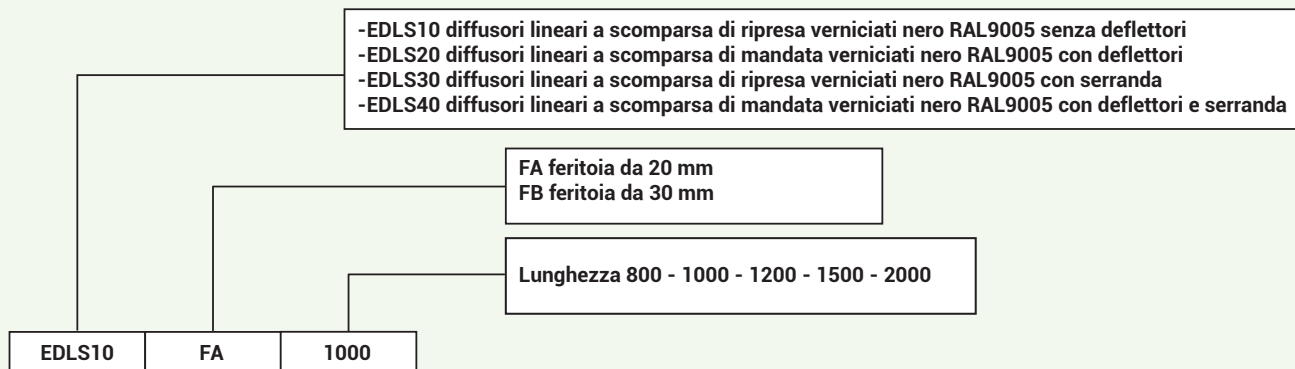 -EDLS10 diffusori lineari a scomparsa di ripresa verniciati nero RAL9005 senza deflettori
-EDLS20 diffusori lineari a scomparsa di mandata verniciati nero RAL9005 con deflettori
-EDLS30 diffusori lineari a scomparsa di ripresa verniciati nero RAL9005 con serranda
-EDLS40 diffusori lineari a scomparsa di mandata verniciati nero RAL9005 con deflettori e serranda
FA feritoia da 20 mm
FB feritoia da 30 mm
Lunghezza 800 - 1000 - 1200 - 1500 - 2000
EDLS10 FA 1000